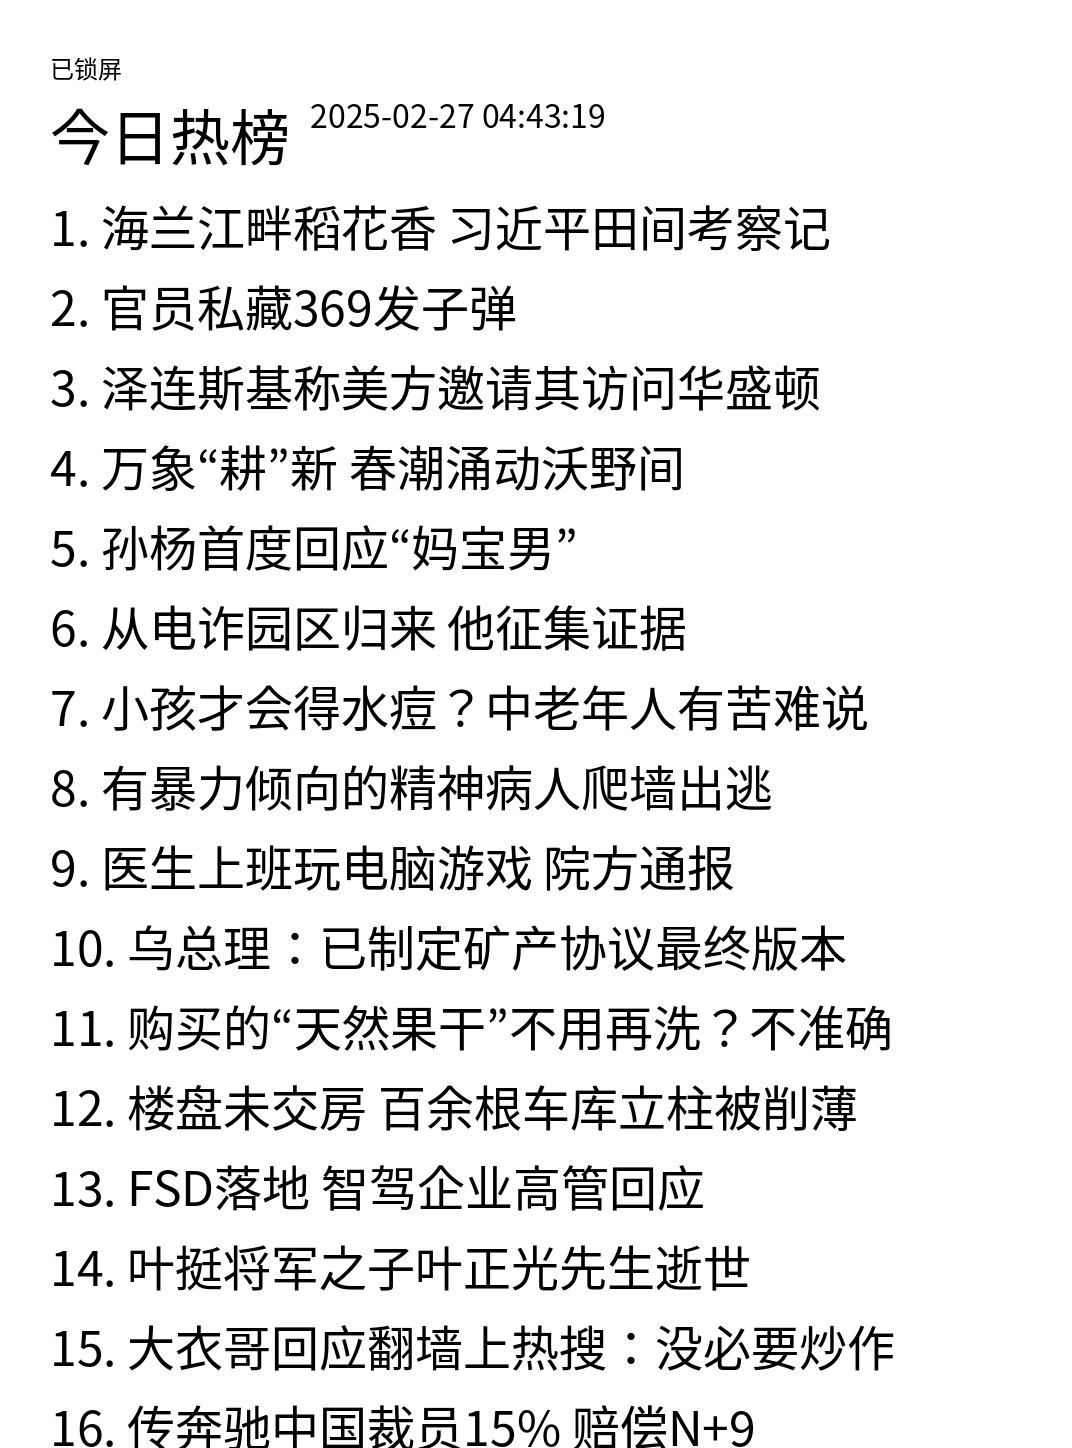 已锁屏
今日热榜 2025-02-27 04:43:19
1. 海兰江畔稻花香 习近平田间考察记
2. 官员私藏369发子弹
3. 泽连斯基称美方邀请其访问华盛顿
4. 万象“耕”新 春潮涌动沃野间
5. 孙杨首度回应“妈宝男”
6. 从电诈园区归来 他征集证据
7. 小孩才会得水痘？中老年人有苦难说
8. 有暴力倾向的精神病人爬墙出逃
9. 医生上班玩电脑游戏 院方通报
10. 乌总理：已制定矿产协议最终版本
11. 购买的“天然果干”不用再洗？不准确
12. 楼盘未交房 百余根车库立柱被削薄
13. FSD落地 智驾企业高管回应
14. 叶挺将军之子叶正光先生逝世
15. 大衣哥回应翻墙上热搜：没必要炒作
16. 传奔驰中国裁员15% 赔偿N+9